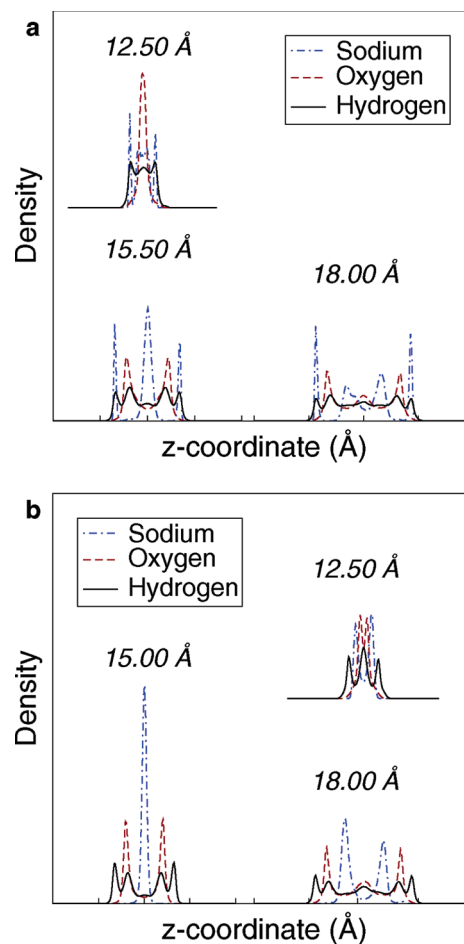 a
12.50 Å
Sodium
Oxygen
Hydrogen
Density
15.50 Å
18.00 Å
z-coordinate (Å)
b
Sodium
Oxygen
Hydrogen
12.50 Å
15.00 Å
Density
18.00 Å
z-coordinate (Å)